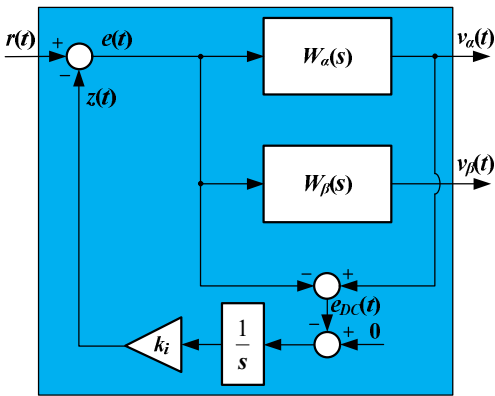 r(t) + e(t) Wα(s) vα(t)
−
z(t)
Wβ(s) vβ(t)
− +
eDC(t)
− + 0
ki 1/s